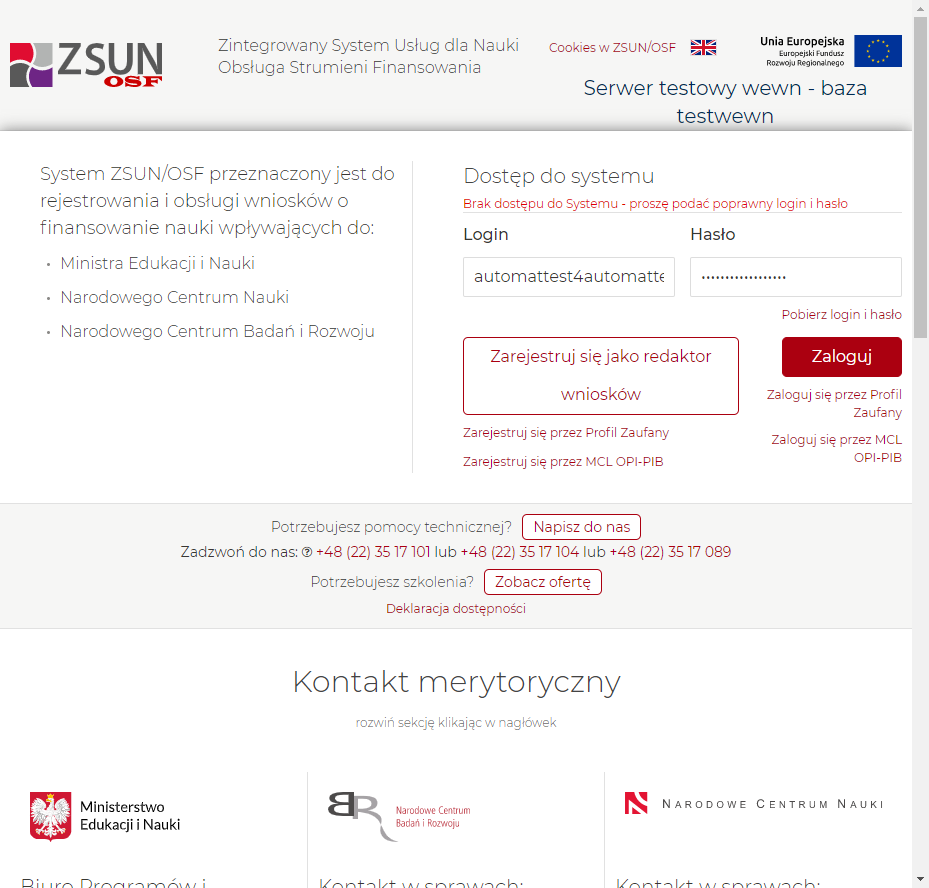 ZSUN
OSF
Zintegrowany System Usług dla Nauki
Obsługa Strumieni Finansowania
Cookies w ZSUN/OSF
Unia Europejska
Europejski Fundusz
Rozwoju Regionalnego
Serwer testowy wewn - baza
testwewn
System ZSUN/OSF przeznaczony jest do
rejestrowania i obsługi wniosków o
finansowanie nauki wpływających do:
Ministra Edukacji i Nauki
Narodowego Centrum Nauki
Narodowego Centrum Badań i Rozwoju
Dostęp do systemu
Brak dostępu do Systemu - proszę podać poprawny login i hasło
Login
Hasło
automattest4automatte
Pobierz login i hasło
Zarejestruj się jako redaktor
wniosków
Zaloguj
Zarejestruj się przez Profil Zaufany
Zarejestruj się przez MCL OPI-PIB
Zaloguj się przez Profil
Zaufany
Zaloguj się przez MCL
OPI-PIB
Potrzebujesz pomocy technicznej? Napisz do nas
Zadzwoń do nas: +48 (22) 35 17 101 lub +48 (22) 35 17 104 lub +48 (22) 35 17 089
Potrzebujesz szkolenia? Zobacz ofertę
Deklaracja dostępności
Kontakt merytoryczny
rozwiń sekcję klikając w nagłówek
Ministerstwo
Edukacji i Nauki
Narodowe Centrum
Badań i Rozwoju
Narodowe Centrum Nauki
Biuro Programów i
Kontakt w sprawach:
Kontakt w sprawach: